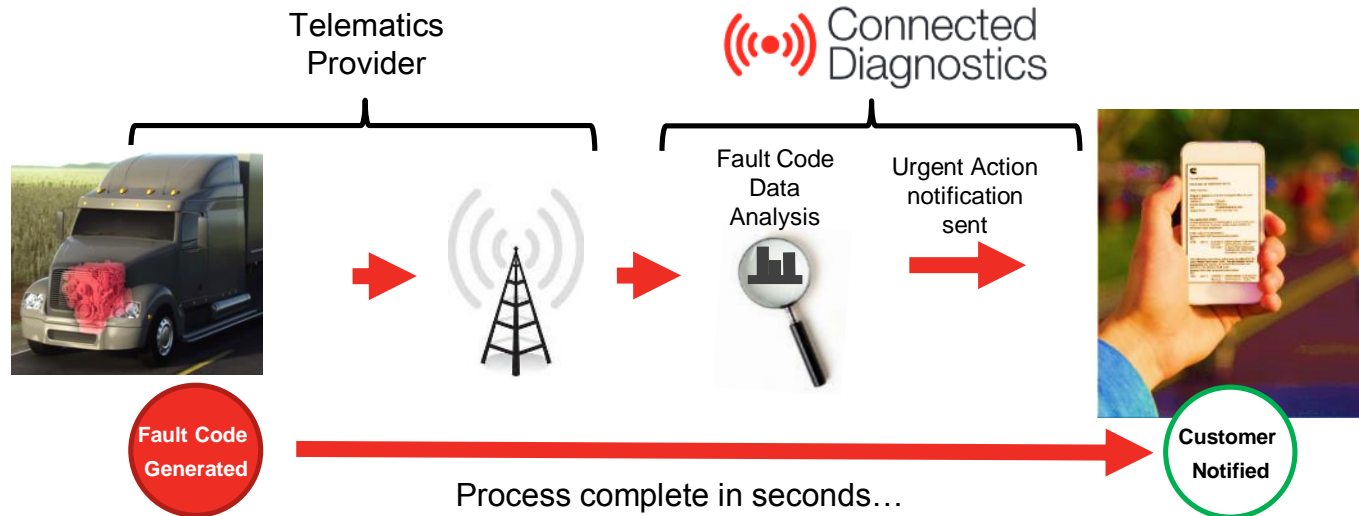 Telematics
Provider
Connected
Diagnostics
Fault Code
Data
Analysis
Urgent Action
notification
sent
Fault Code
Generated
Customer
Notified
Process complete in seconds…